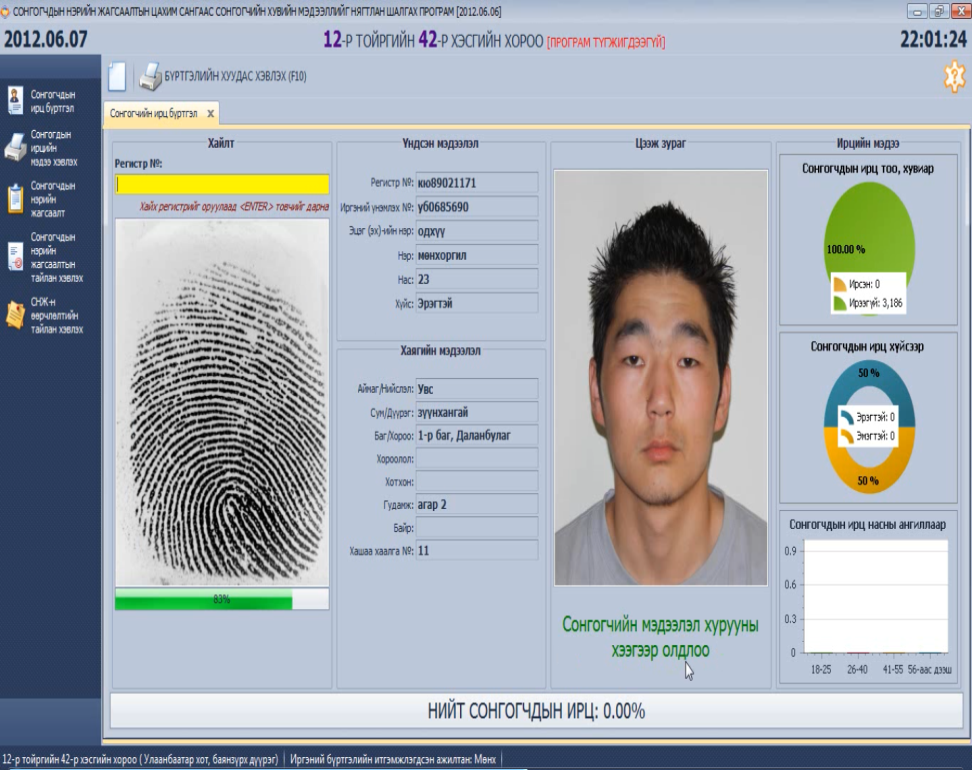 СОНГОГЧДЫН НЭРИЙН ЖАГСААЛТЫН ЦАХИМ САНГААС СОНГОГЧИЙН ХУВИЙН МЭДЭЭЛЛИЙГ НЯГТЛАН ШАЛГАХ ПРОГРАМ [2012.06.06]
2012.06.07
12-Р ТОЙРГИЙН 42-Р ХЭСГИЙН ХОРОО [ПРОГРАМ ТҮГЖИГДЭЭГҮЙ]
22:01:24
БҮРТГЭЛИЙН ХУУДАС ХЭВЛЭХ (F10)
Сонгогчдын
ирц бүртгэл
Сонгогдын
ирцийн
мэдээ хэвлэх
Сонгогчдын
нэрийн
жагсаалт
Сонгогчдын
нэрийн
жагсаалтын
тайлан хэвлэх
СНЖ-н
өөрчлөлтийн
тайлан хэвлэх
Сонгогчийн ирц бүртгэл x
Хайлт
Регистр №:
Хайх регистрийг оруулаад <ENTER> товчийг дарна
83%
Үндсэн мэдээлэл
Регистр №: кю89021171
Иргэний үнэмлэх №: уб0685690
Эцэг (эх)-ийн нэр: одхүү
Нэр: мөнхоргил
Нас: 23
Хүйс: Эрэгтэй
Хаягийн мэдээлэл
Аймаг/Нийслэл: Увс
Сум/Дүүрэг: зүүнхангай
Баг/Хороо: 1-р баг, Даланбулаг
Хороолол:
Хотхон:
Гудамж: агар 2
Байр:
Хашаа хаалга №: 11
Цээж зураг
Сонгогчийн мэдээлэл хурууны
хээгээр олдлоо
Ирцийн мэдээ
Сонгогчдын ирц тоо, хувиар
100.00 %
Ирсэн: 0
Ирээгүй: 3,186
Сонгогчдын ирц хүйсээр
50 %
Эрэгтэй: 0
Эмэгтэй: 0
50 %
Сонгогчдын ирц насны ангиллаар
0.9
0.6
0.3
0
18-25 26-40 41-55 56-аас дээш
НИЙТ СОНГОГЧДЫН ИРЦ: 0.00%
12-р тойргийн 42-р хэсгийн хороо ( Улаанбаатар хот, баянзүрх дүүрэг) Иргэний бүртгэлийн итгэмжлэгдсэн ажилтан: Мөнх